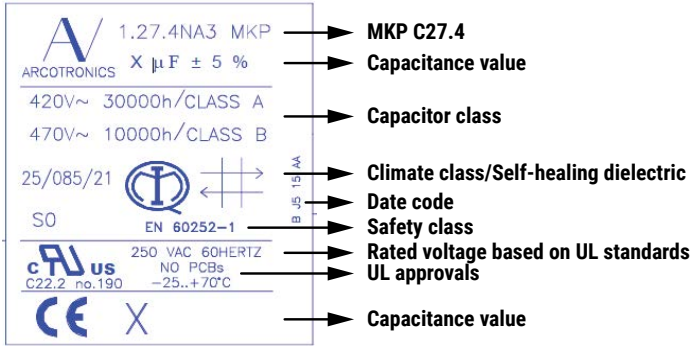 1.27.4NA3 MKP
MKP C27.4
ARCOTRONICS
X µF ± 5 %
Capacitance value
420V~ 30000h/CLASS A
470V~ 10000h/CLASS B
Capacitor class
25/085/21
Climate class/Self-healing dielectric
B J5 15 AA
Date code
S0
EN 60252-1
Safety class
c RU us
250 VAC 60HERTZ
Rated voltage based on UL standards
NO PCBs
UL approvals
C22.2 no.190
-25..+70°C
CE X
Capacitance value